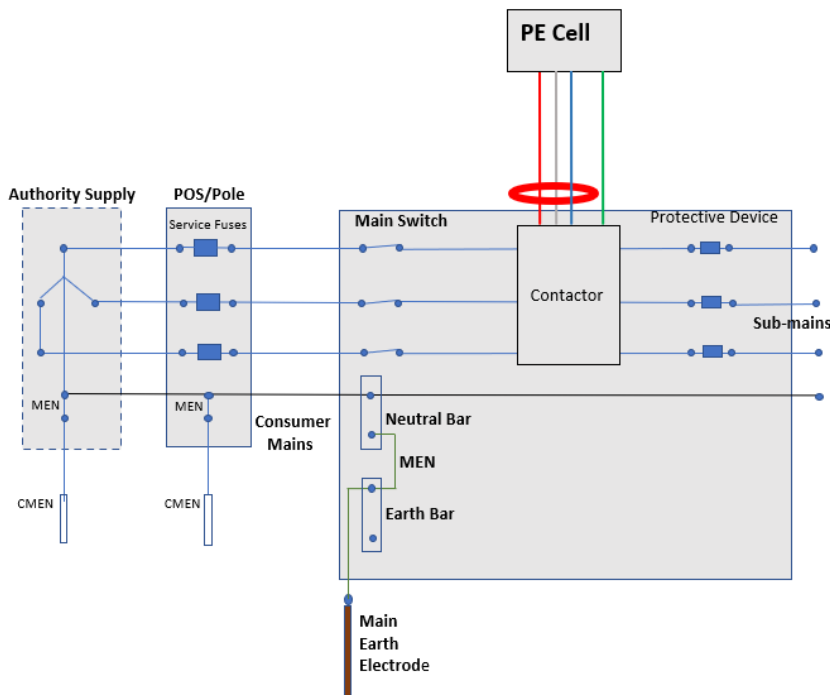 PE Cell
Authority Supply
POS/Pole
Service Fuses
Main Switch
Protective Device
Contactor
Sub-mains
MEN
MEN
Consumer
Mains
Neutral Bar
MEN
CMEN
CMEN
Earth Bar
Main
Earth
Electrode